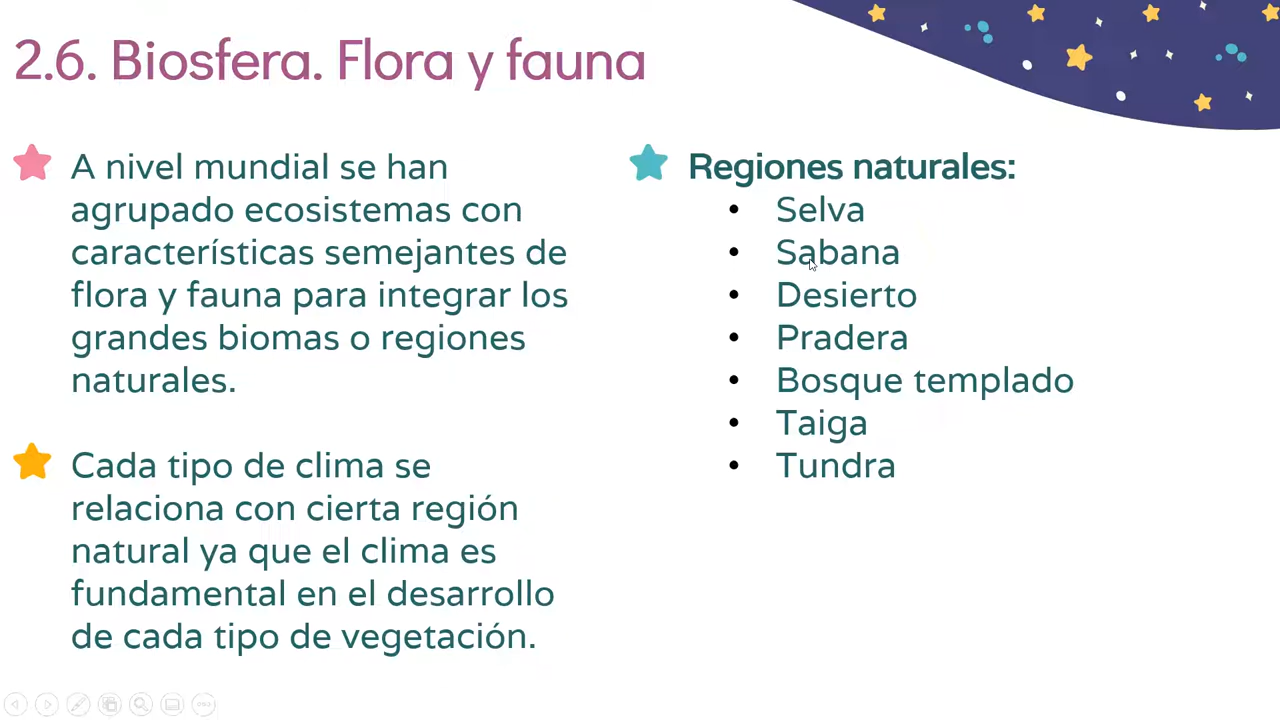 2.6. Biosfera. Flora y fauna
A nivel mundial se han
agrupado ecosistemas con
características semejantes de
flora y fauna para integrar los
grandes biomas o regiones
naturales.
Cada tipo de clima se
relaciona con cierta región
natural ya que el clima es
fundamental en el desarrollo
de cada tipo de vegetación.
Regiones naturales:
• Selva
• Sabana
• Desierto
• Pradera
• Bosque templado
• Taiga
• Tundra